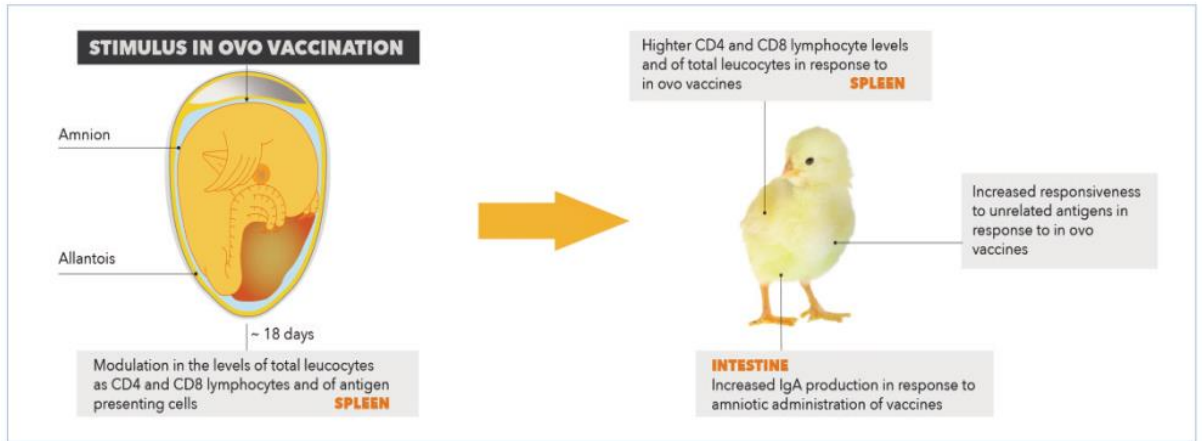 STIMULUS IN OVO VACCINATION
Amnion
Allantois
~ 18 days
Modulation in the levels of total leucocytes
as CD4 and CD8 lymphocytes and of antigen
presenting cells SPLEEN
Highter CD4 and CD8 lymphocyte levels
and of total leucocytes in response to
in ovo vaccines SPLEEN
Increased responsiveness
to unrelated antigens in
response to in ovo
vaccines
INTESTINE
Increased IgA production in response to
amniotic administration of vaccines